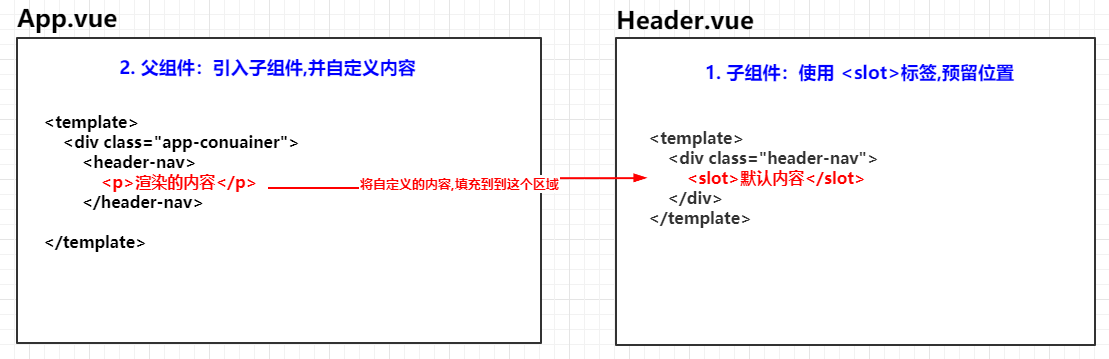 App.vue
2. 父组件：引入子组件,并自定义内容
<template>
<div class="app-conuainer">
<header-nav>
<p>渲染的内容</p>
</header-nav>
</template>
将自定义的内容,填充到到这个区域
Header.vue
1. 子组件：使用 <slot>标签,预留位置
<template>
<div class="header-nav">
<slot>默认内容</slot>
</div>
</template>